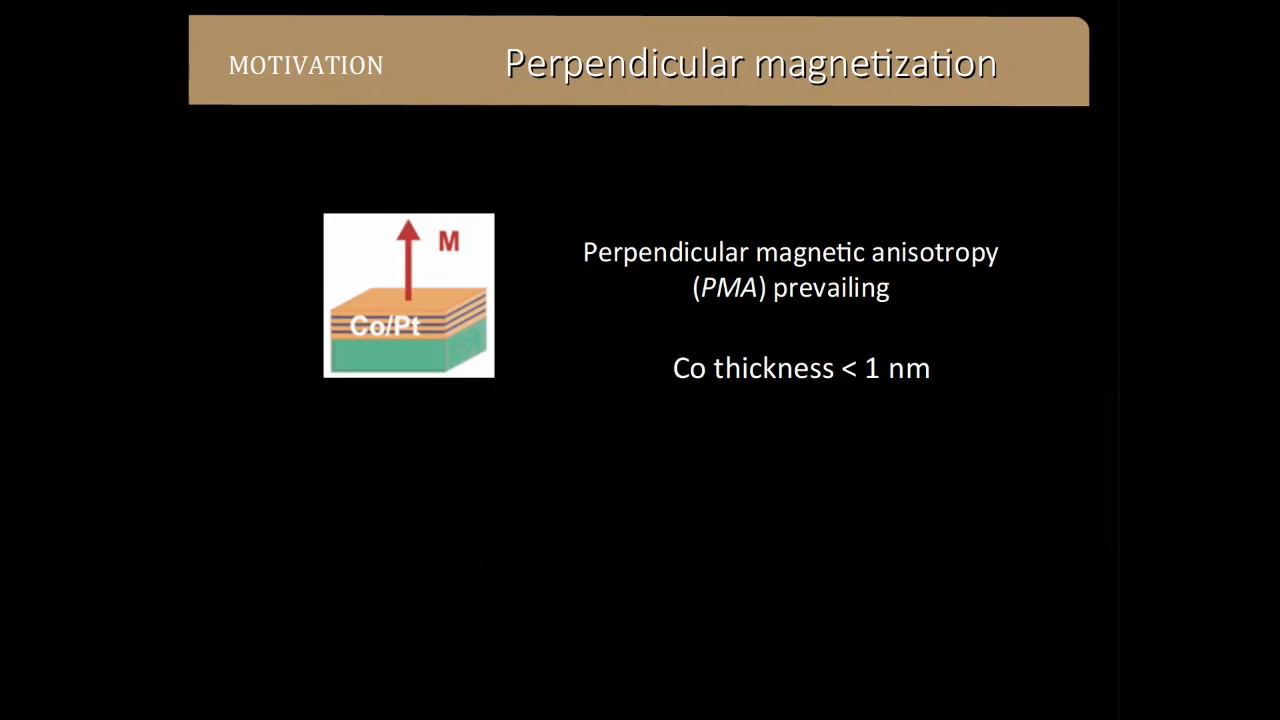 MOTIVATION
Perpendicular magnetization
M
Co/Pt
Perpendicular magnetic anisotropy
(PMA) prevailing
Co thickness < 1 nm